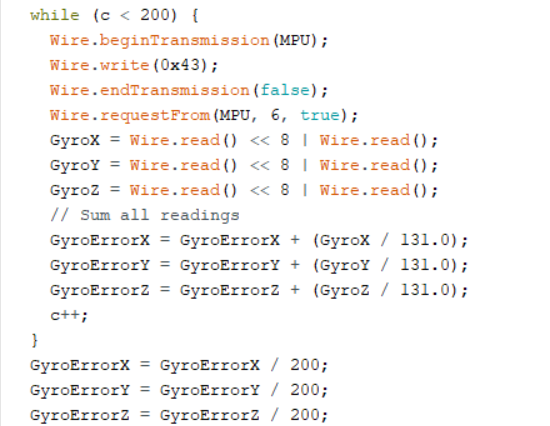 while (c < 200) {
Wire.beginTransmission(MPU);
Wire.write(0x43);
Wire.endTransmission(false);
Wire.requestFrom(MPU, 6, true);
GyroX = Wire.read() << 8 | Wire.read();
GyroY = Wire.read() << 8 | Wire.read();
GyroZ = Wire.read() << 8 | Wire.read();
// Sum all readings
GyroErrorX = GyroErrorX + (GyroX / 131.0);
GyroErrorY = GyroErrorY + (GyroY / 131.0);
GyroErrorZ = GyroErrorZ + (GyroZ / 131.0);
c++;
}
GyroErrorX = GyroErrorX / 200;
GyroErrorY = GyroErrorY / 200;
GyroErrorZ = GyroErrorZ / 200;